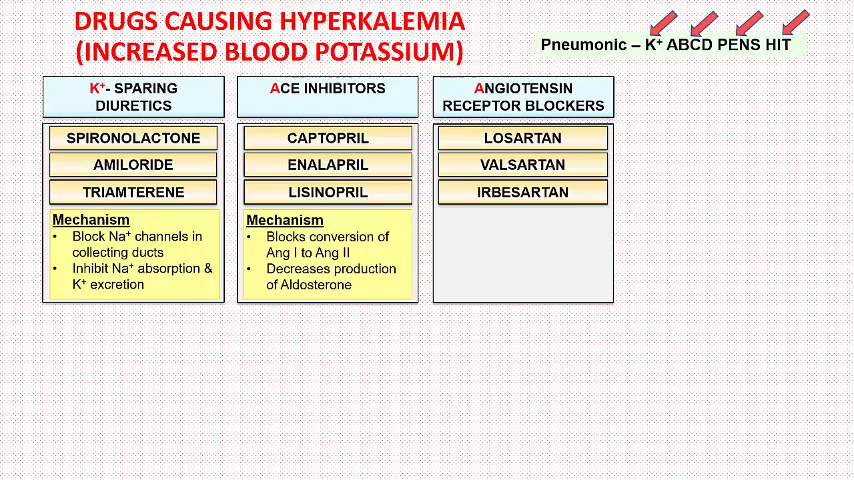 DRUGS CAUSING HYPERKALEMIA
(INCREASED BLOOD POTASSIUM)
Pneumonic – K⁺ ABCD PENS HIT
K⁺- SPARING
DIURETICS
SPIRONOLACTONE
AMILORIDE
TRIAMTERENE
Mechanism
• Block Na⁺ channels in
collecting ducts
• Inhibit Na⁺ absorption &
K⁺ excretion
ACE INHIBITORS
CAPTOPRIL
ENALAPRIL
LISINOPRIL
Mechanism
• Blocks conversion of
Ang I to Ang II
• Decreases production
of Aldosterone
ANGIOTENSIN
RECEPTOR BLOCKERS
LOSARTAN
VALSARTAN
IRBESARTAN